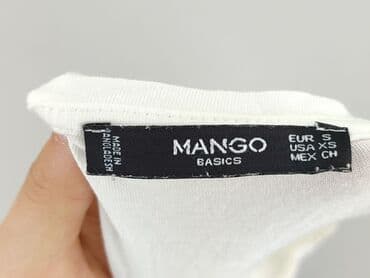 MADE IN
BANGLADESH
MANGO
BASICS
EUR S
USA XS
MEX CH